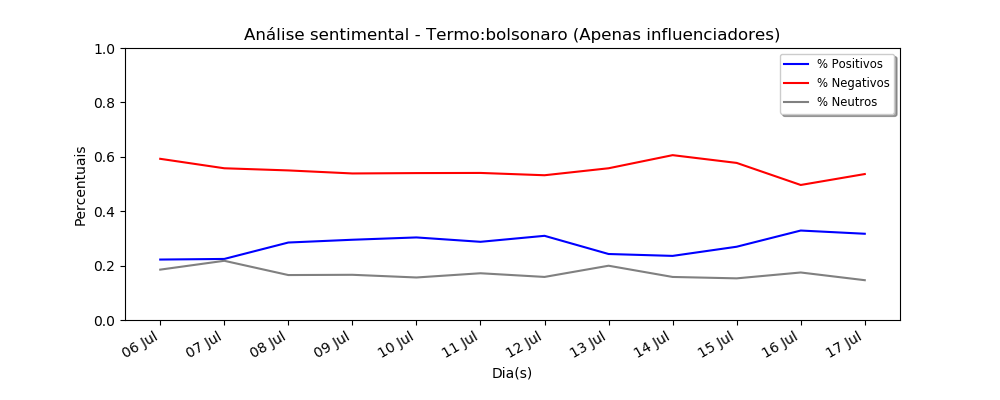 Análise sentimental - Termo:bolsonaro (Apenas influenciadores)
1.0
0.8
0.6
0.4
0.2
0.0
Percentuais
% Positivos
% Negativos
% Neutros
06 Jul
07 Jul
08 Jul
09 Jul
10 Jul
11 Jul
12 Jul
13 Jul
14 Jul
15 Jul
16 Jul
17 Jul
Dia(s)